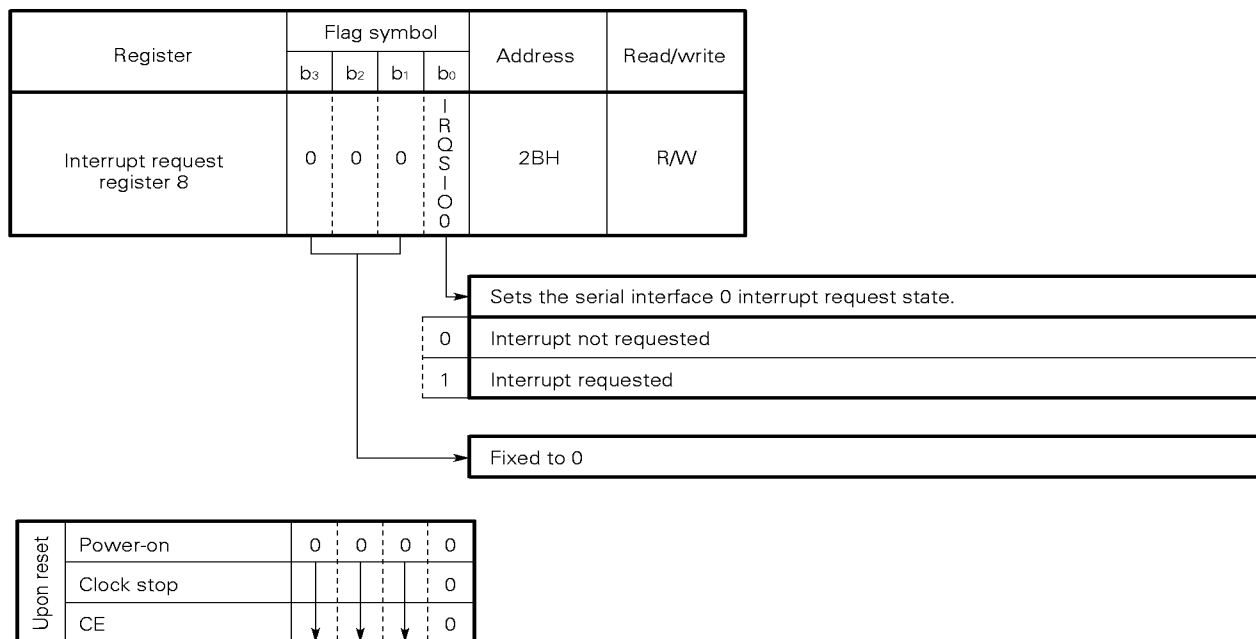 Register
Flag symbol
Address
Read/write
b3
b2
b1
b0
Interrupt request
register 8
0
0
0
IRQSIO0
2BH
R/W
Sets the serial interface 0 interrupt request state.
0
Interrupt not requested
1
Interrupt requested
Fixed to 0
Upon reset
Power-on
0
0
0
0
Clock stop
0
CE
0